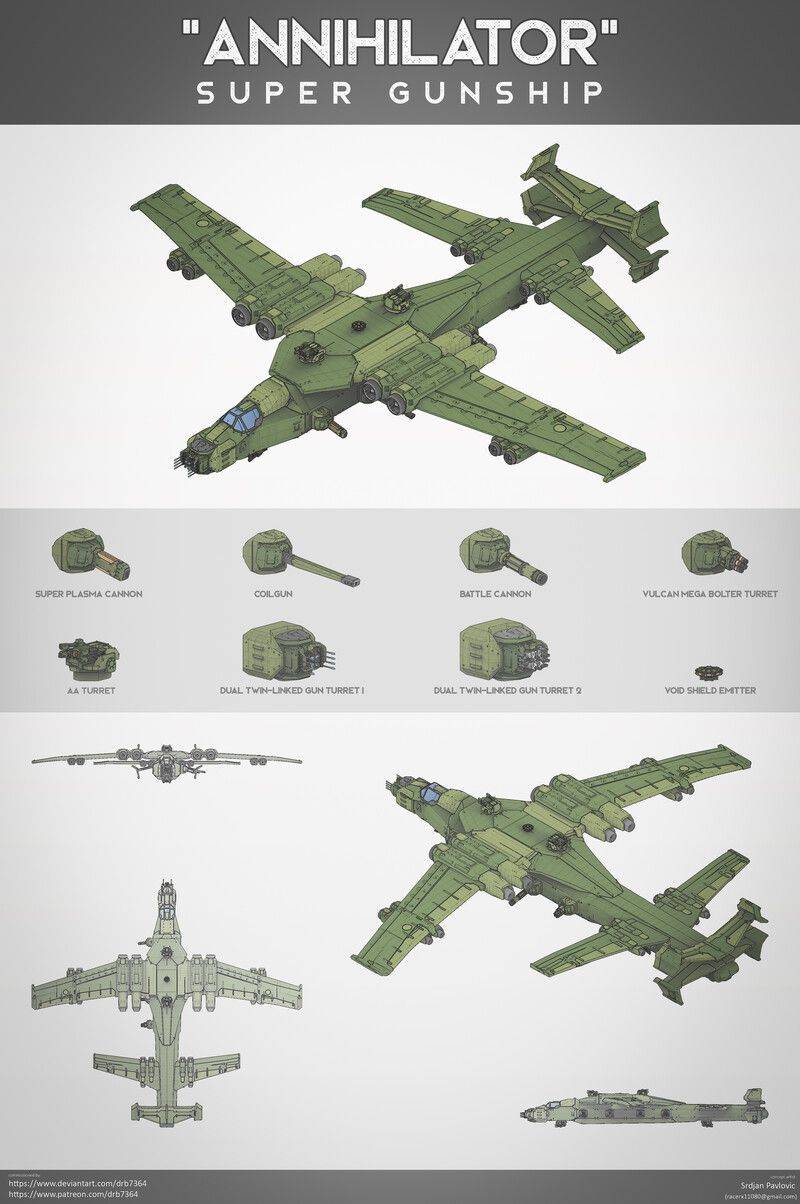 "ANNIHILATOR"
SUPER GUNSHIP
SUPER PLASMA CANNON
COILGUN
BATTLE CANNON
VULCAN MEGA BOLTER TURRET
AA TURRET
DUAL TWIN-LINKED GUN TURRET 1
DUAL TWIN-LINKED GUN TURRET 2
VOID SHIELD EMITTER
commissioned by:
https://www.deviantart.com/drb7364
https://www.patreon.com/drb7364
concept artist:
Srdjan Pavlovic
(racerx11080@gmail.com)